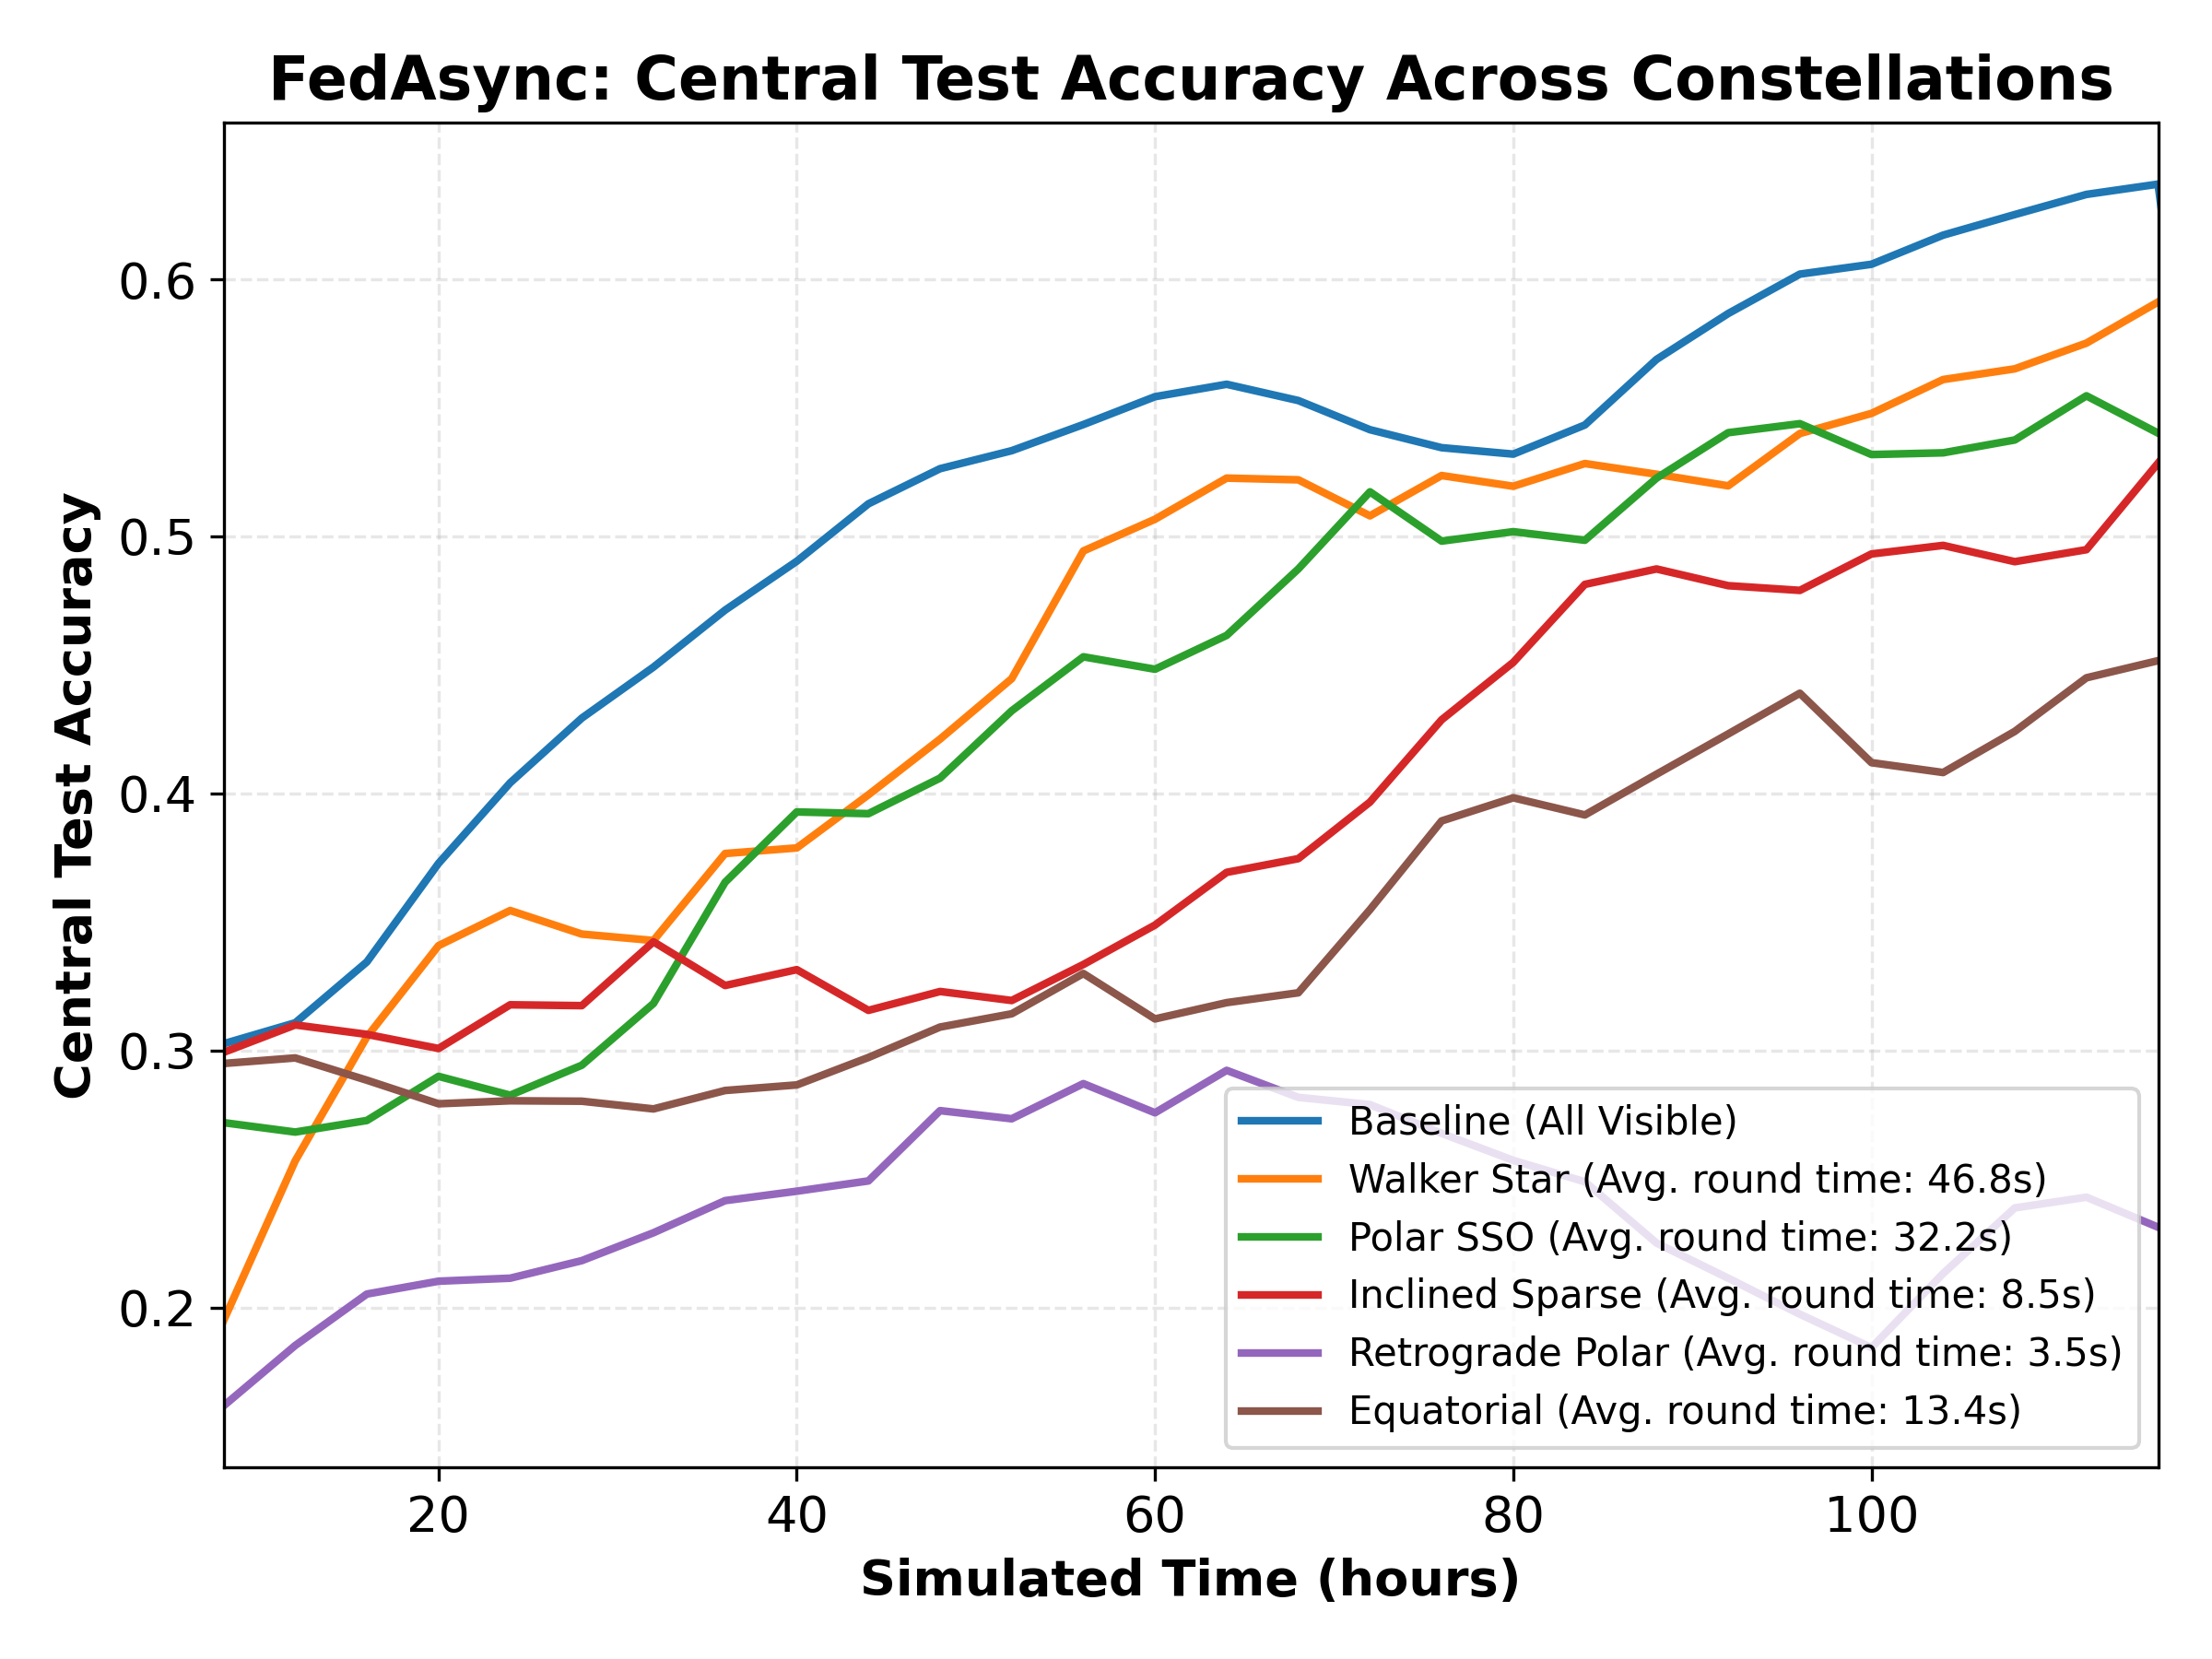 FedAsync: Central Test Accuracy Across Constellations
Central Test Accuracy
0.6
0.5
0.4
0.3
0.2
Baseline (All Visible)
Walker Star (Avg. round time: 46.8s)
Polar SSO (Avg. round time: 32.2s)
Inclined Sparse (Avg. round time: 8.5s)
Retrograde Polar (Avg. round time: 3.5s)
Equatorial (Avg. round time: 13.4s)
20 40 60 80 100
Simulated Time (hours)